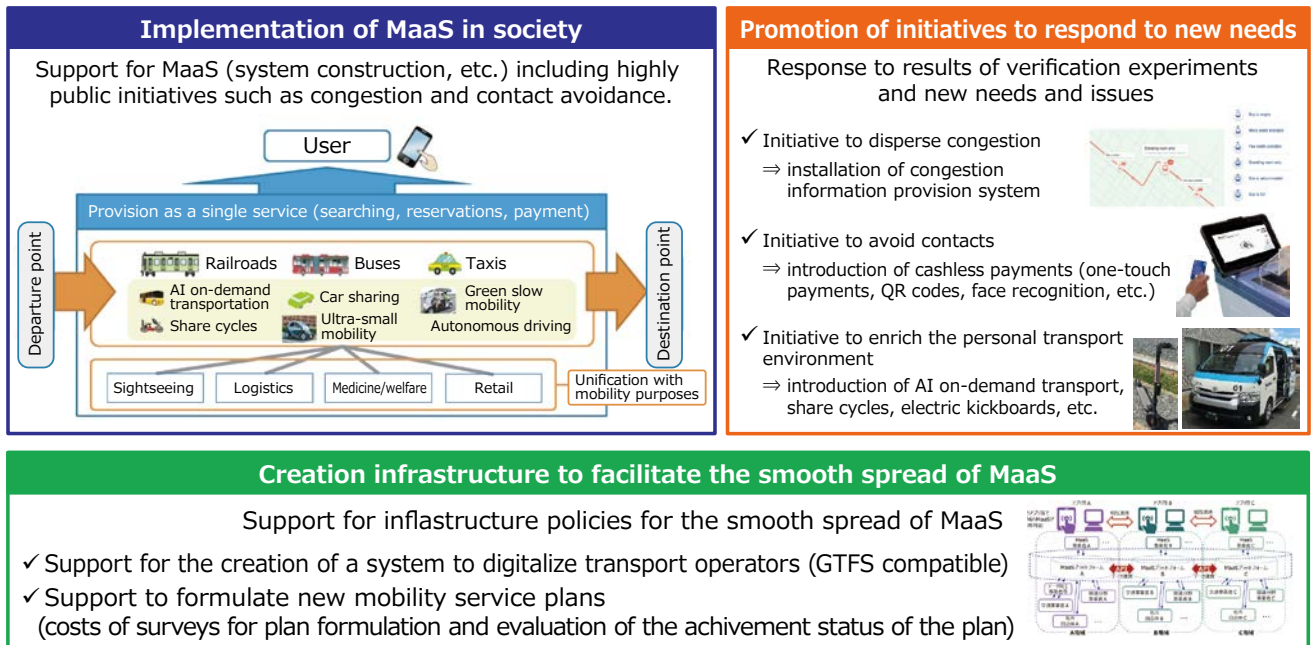 Implementation of MaaS in society
Support for MaaS (system construction, etc.) including highly
public initiatives such as congestion and contact avoidance.
User
Provision as a single service (searching, reservations, payment)
Departure point
Railroads
Buses
Taxis
AI on-demand
transportation
Car sharing
Green slow
mobility
Share cycles
Ultra-small
mobility
Autonomous driving
Destination point
Sightseeing
Logistics
Medicine/welfare
Retail
Unification with
mobility purposes
Promotion of initiatives to respond to new needs
Response to results of verification experiments
and new needs and issues
✓ Initiative to disperse congestion
⇒ installation of congestion
information provision system
✓ Initiative to avoid contacts
⇒ introduction of cashless payments (one-touch
payments, QR codes, face recognition, etc.)
✓ Initiative to enrich the personal transport
environment
⇒ introduction of AI on-demand transport,
share cycles, electric kickboards, etc.
Creation infrastructure to facilitate the smooth spread of MaaS
Support for inflastructure policies for the smooth spread of MaaS
✓ Support for the creation of a system to digitalize transport operators (GTFS compatible)
✓ Support to formulate new mobility service plans
(costs of surveys for plan formulation and evaluation of the achivement status of the plan)
MaaS
MaaS
MaaS
API
API